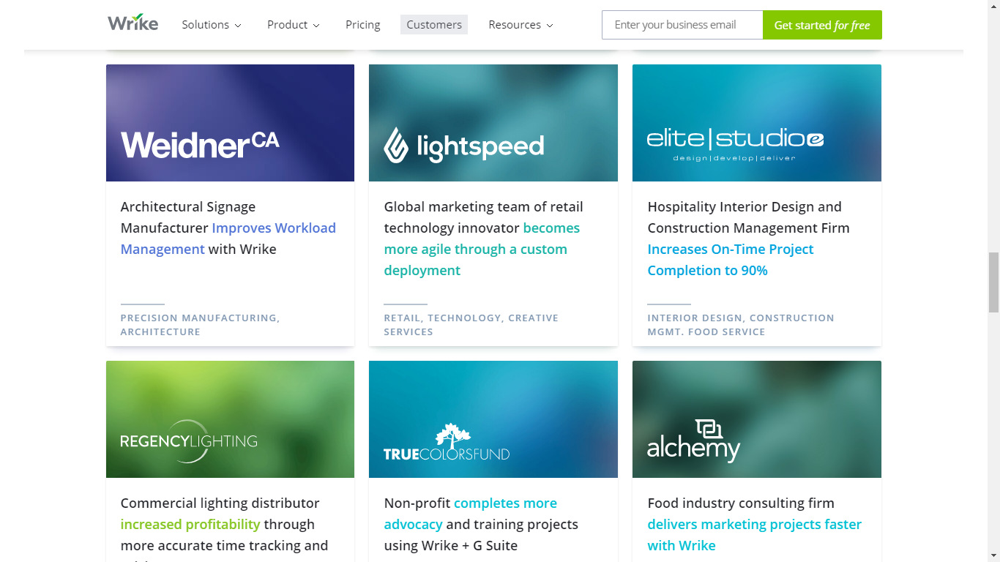 Wrike
Solutions
Product
Pricing
Customers
Resources
Enter your business email
Get started for free
WeidnerCA
lightspeed
elite|studio e
design|develop|deliver
Architectural Signage
Manufacturer Improves Workload
Management with Wrike
PRECISION MANUFACTURING,
ARCHITECTURE
Global marketing team of retail
technology innovator becomes
more agile through a custom
deployment
RETAIL, TECHNOLOGY, CREATIVE
SERVICES
Hospitality Interior Design and
Construction Management Firm
Increases On-Time Project
Completion to 90%
INTERIOR DESIGN, CONSTRUCTION
MGMT. FOOD SERVICE
REGENCYLIGHTING
TRUECOLORSFUND
alchemy
Commercial lighting distributor
increased profitability through
more accurate time tracking and
Non-profit completes more
advocacy and training projects
using Wrike + G Suite
Food industry consulting firm
delivers marketing projects faster
with Wrike